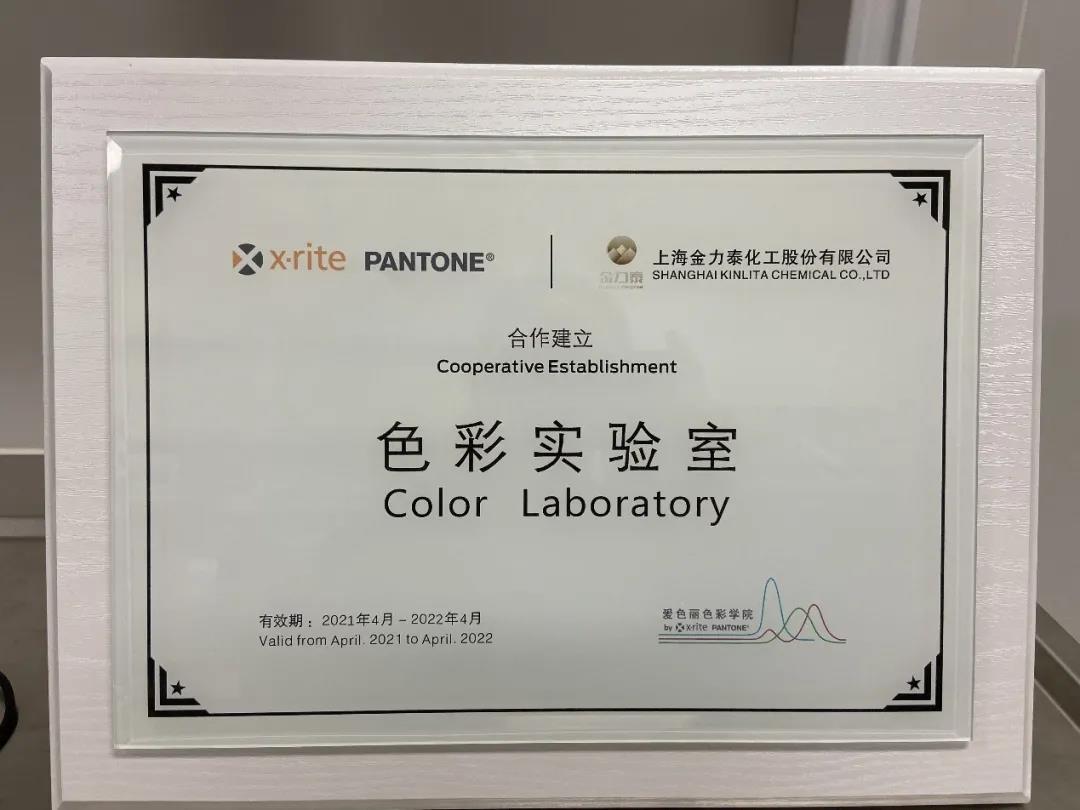 x·rite PANTONE®
金力泰
上海金力泰化工股份有限公司
SHANGHAI KINLITA CHEMICAL CO.,LTD
合作建立
Cooperative Establishment
色彩实验室
Color Laboratory
有效期：2021年4月－2022年4月
Valid from April. 2021 to April. 2022
爱色丽色彩学院
by x·rite PANTONE®